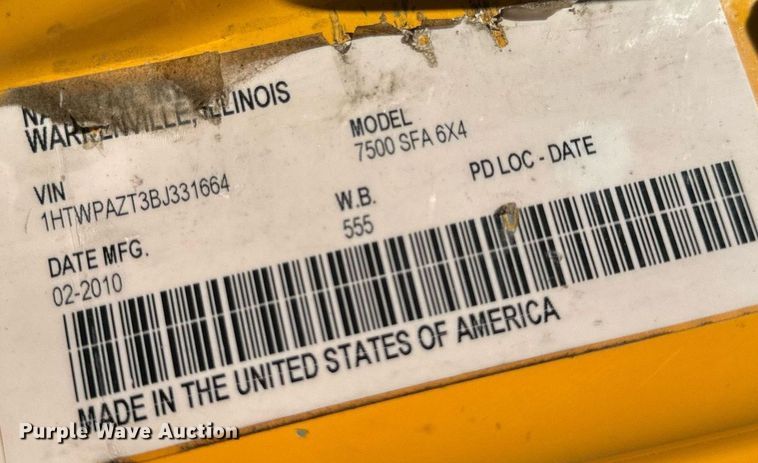 WARRENVILLE, ILLINOIS
MODEL
7500 SFA 6X4
VIN
1HTWPAZT3BJ331664
W.B.
555
PD LOC - DATE
DATE MFG.
02-2010
MADE IN THE UNITED STATES OF AMERICA
Purple Wave Auction